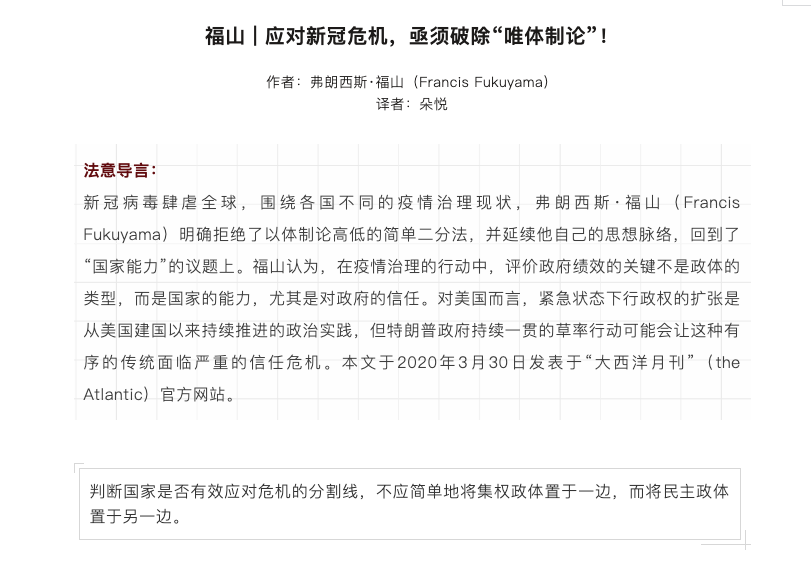 福山｜应对新冠危机，亟须破除“唯体制论”！
作者：弗朗西斯·福山（Francis Fukuyama）
译者：朵悦
法意导言：
新冠病毒肆虐全球，围绕各国不同的疫情治理现状，弗朗西斯·福山（Francis
Fukuyama）明确拒绝了以体制论高低的简单二分法，并延续他自己的思想脉络，回到了
“国家能力”的议题上。福山认为，在疫情治理的行动中，评价政府绩效的关键不是政体的
类型，而是国家的能力，尤其是对政府的信任。对美国而言，紧急状态下行政权的扩张是
从美国建国以来持续推进的政治实践，但特朗普政府持续一贯的草率行动可能会让这种有
序的传统面临严重的信任危机。本文于2020年3月30日发表于“大西洋月刊”（the
Atlantic）官方网站。
判断国家是否有效应对危机的分割线，不应简单地将集权政体置于一边，而将民主政体
置于另一边。